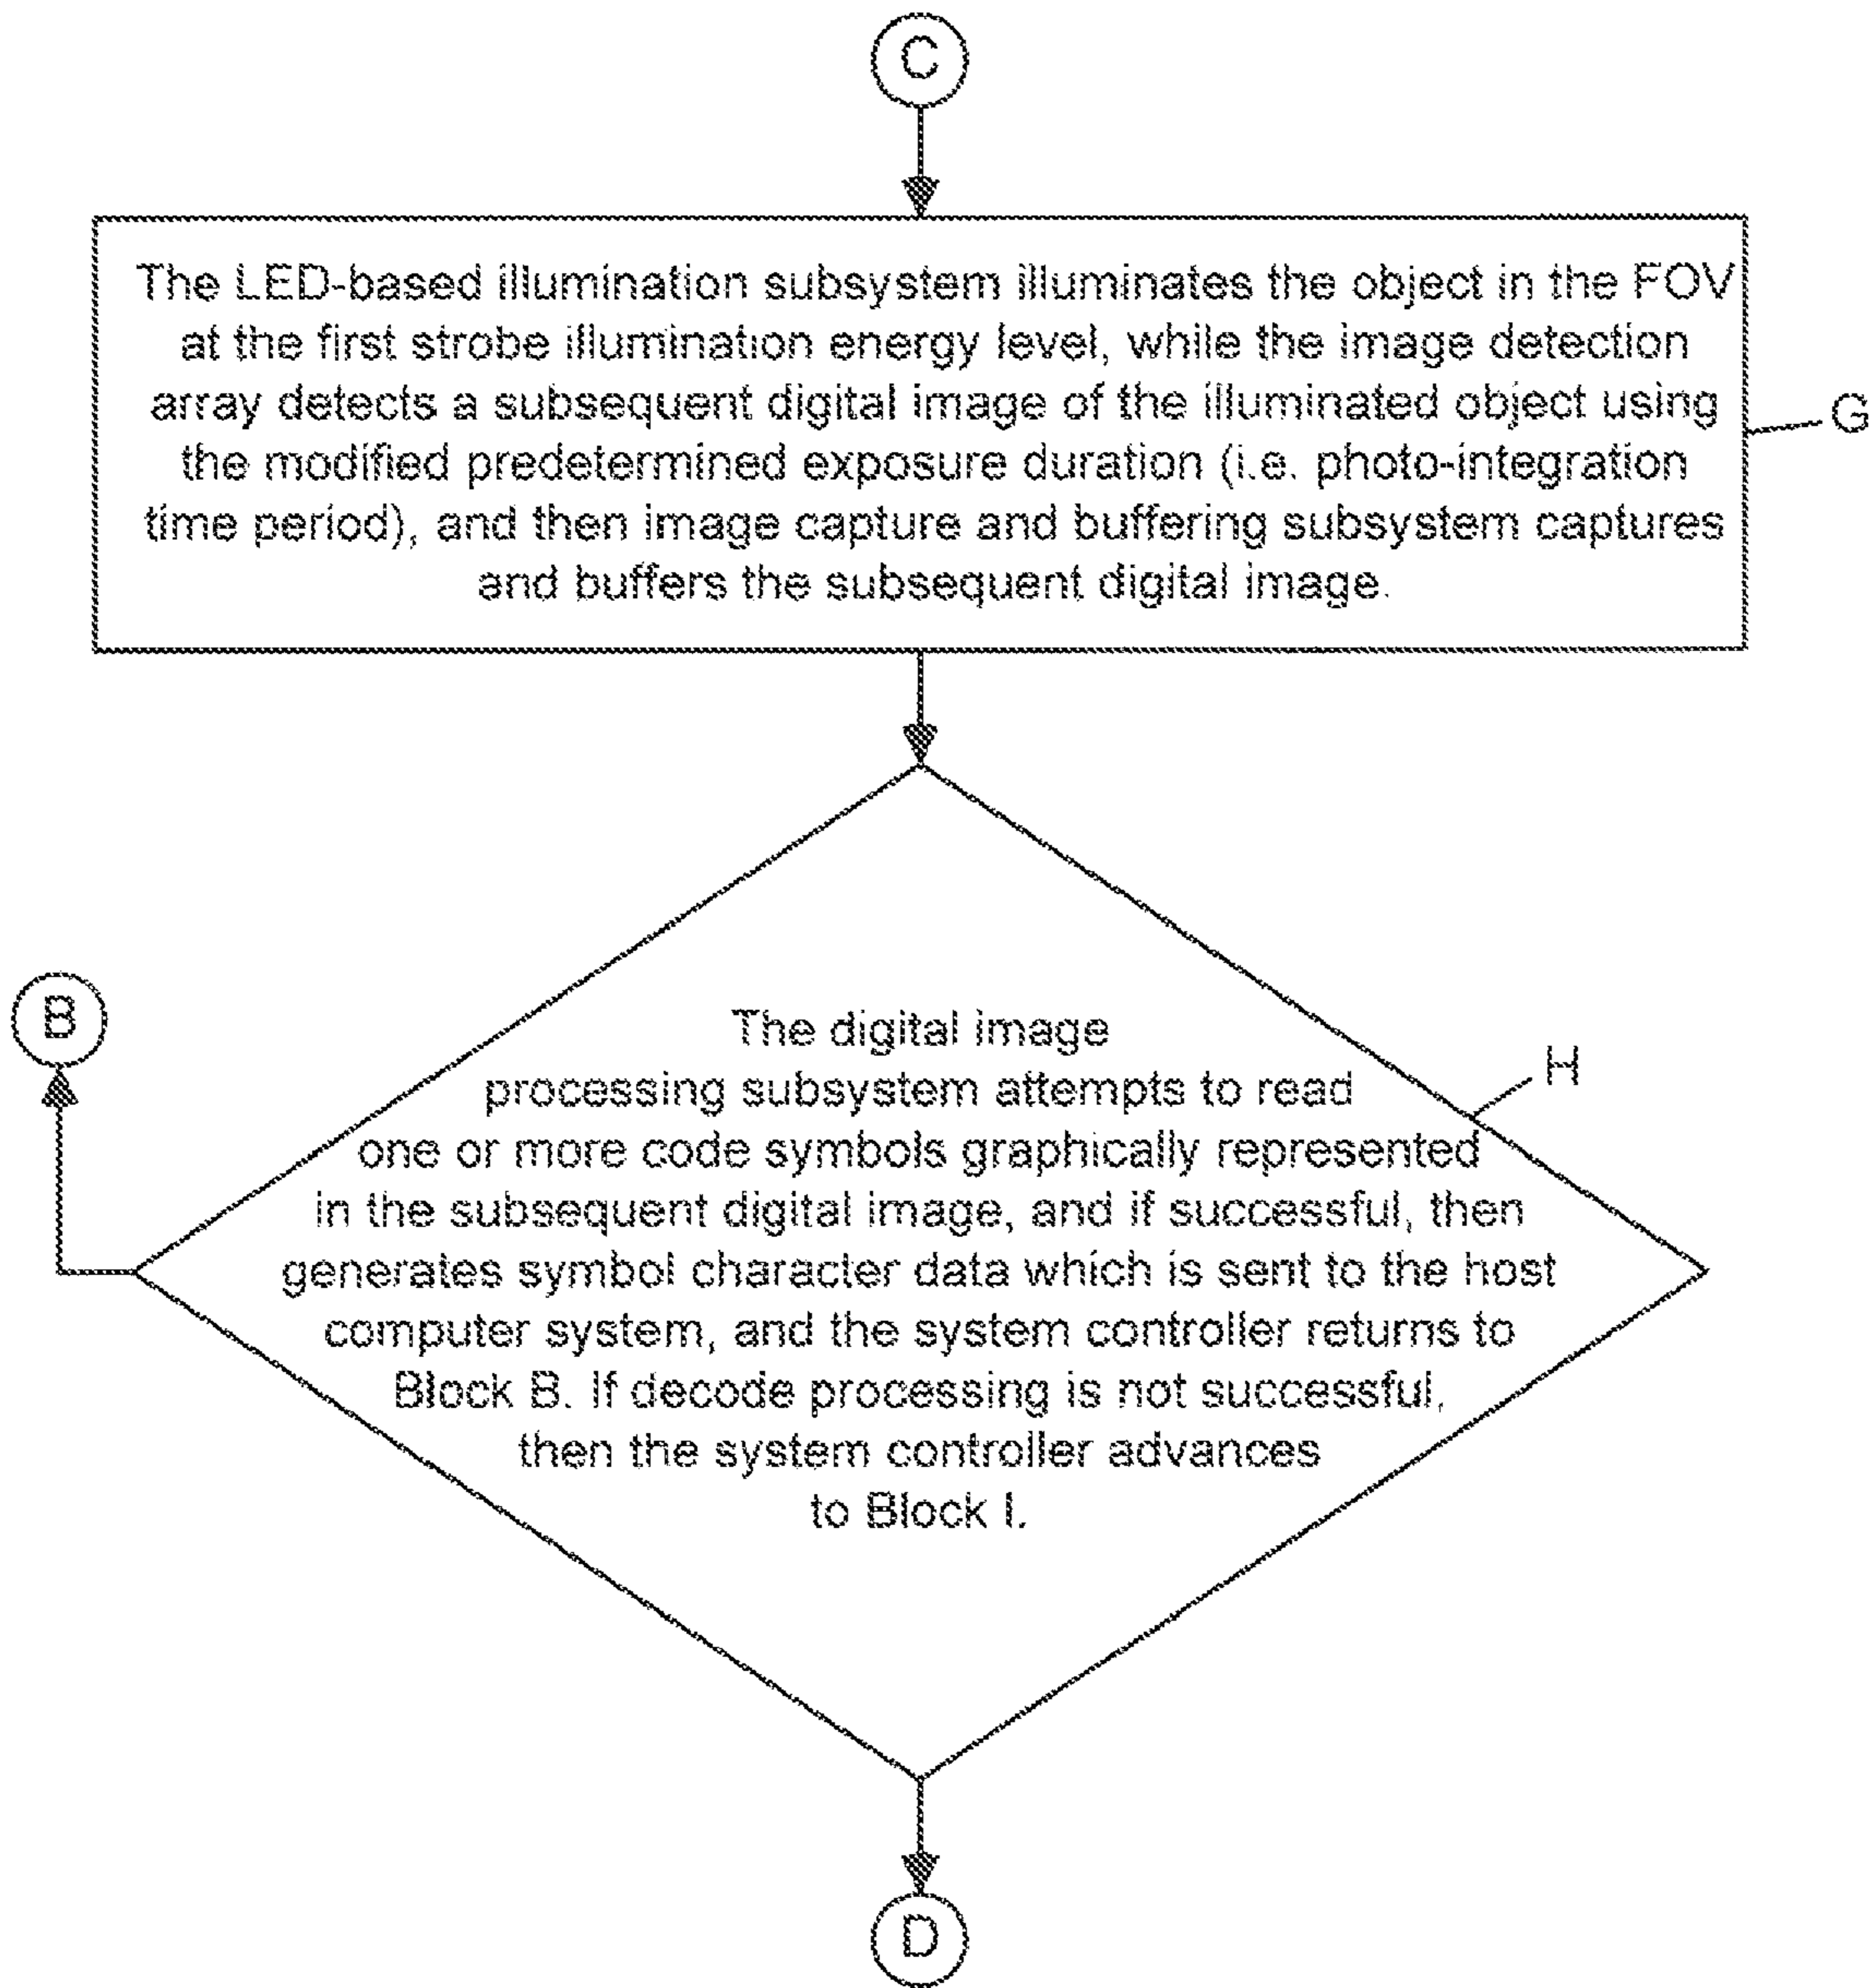 C
The LED-based illumination subsystem illuminates the object in the FOV
at the first strobe illumination energy level, while the image detection
array detects a subsequent digital image of the illuminated object using
the modified predetermined exposure duration (i.e. photo-integration
time period), and then image capture and buffering subsystem captures
and buffers the subsequent digital image.
G
B
The digital image
processing subsystem attempts to read
one or more code symbols graphically represented
in the subsequent digital image, and if successful, then
generates symbol character data which is sent to the host
computer system, and the system controller returns to
Block B. If decode processing is not successful,
then the system controller advances
to Block I.
H
D